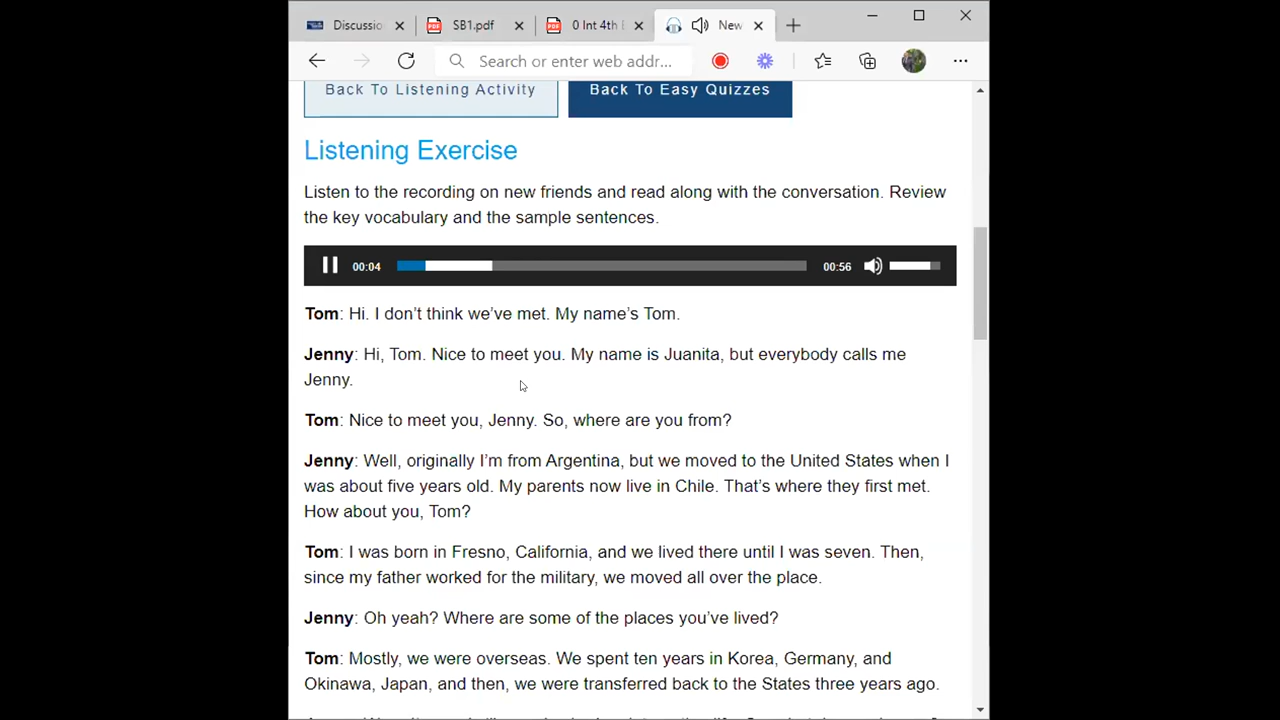 Discussio
SB1.pdf
0 Int 4th
New
Search or enter web addr...
Back To Listening Activity
Back To Easy Quizzes
Listening Exercise
Listen to the recording on new friends and read along with the conversation. Review
the key vocabulary and the sample sentences.
00:04
00:56
Tom: Hi. I don’t think we’ve met. My name’s Tom.
Jenny: Hi, Tom. Nice to meet you. My name is Juanita, but everybody calls me
Jenny.
Tom: Nice to meet you, Jenny. So, where are you from?
Jenny: Well, originally I’m from Argentina, but we moved to the United States when I
was about five years old. My parents now live in Chile. That’s where they first met.
How about you, Tom?
Tom: I was born in Fresno, California, and we lived there until I was seven. Then,
since my father worked for the military, we moved all over the place.
Jenny: Oh yeah? Where are some of the places you’ve lived?
Tom: Mostly, we were overseas. We spent ten years in Korea, Germany, and
Okinawa, Japan, and then, we were transferred back to the States three years ago.